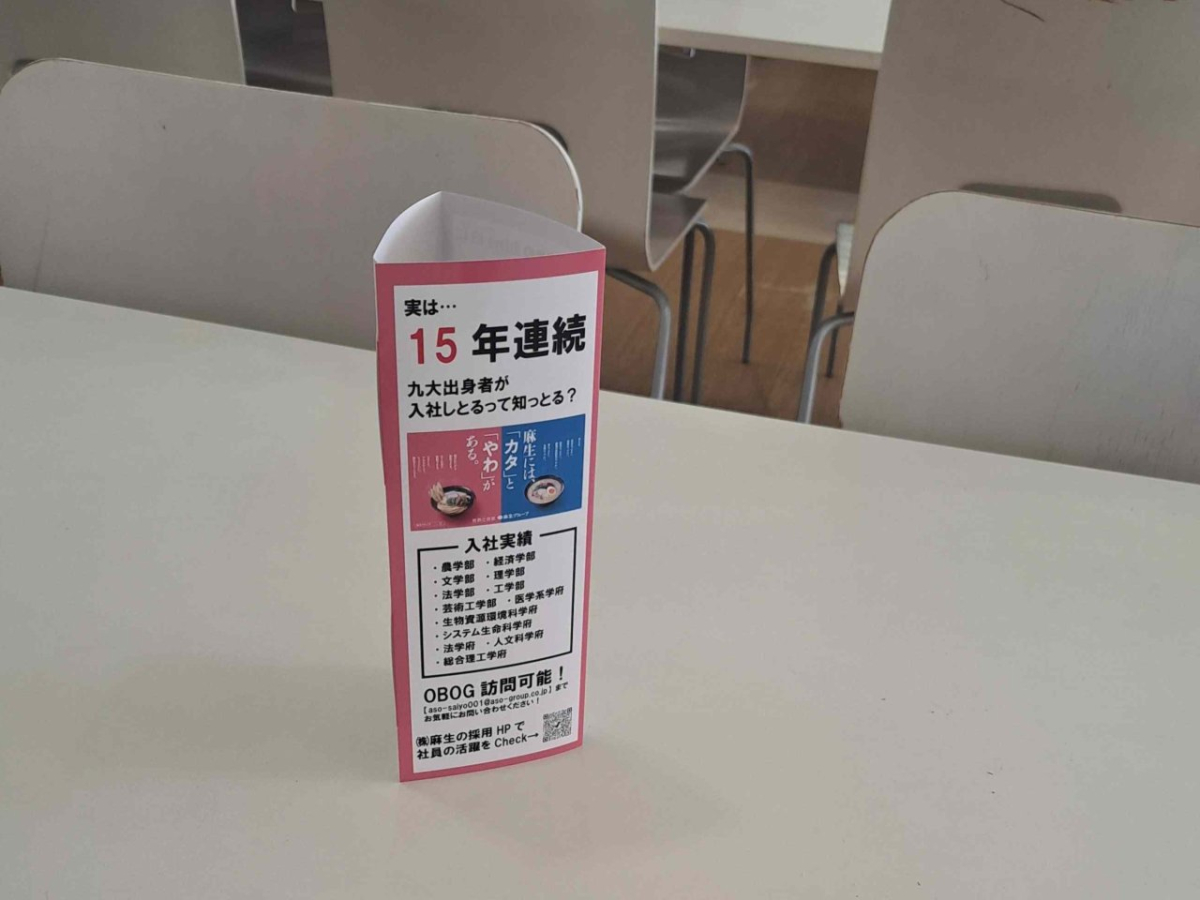 実は…
15年連続
九大出身者が
入社しとるって知っとる？
麻生には、
「カタ」と
「やわ」が
ある。
入社実績
・農学部 ・経済学部
・文学部 ・理学部
・法学部 ・工学部
・芸術工学部 ・医学系学府
・生物資源環境科学府
・システム生命科学府
・法学府 ・人文科学府
・総合理工学府
OBOG 訪問可能！
[aso-saiyo001@aso-group.co.jp] まで
お気軽にお問い合わせください！
㈱麻生の採用 HP で
社員の活躍を Check→